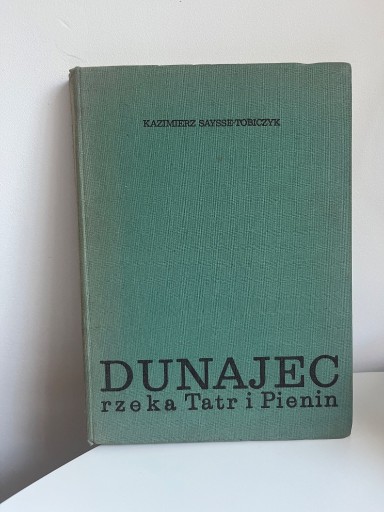 KAZIMIERZ SAYSSE-TOBICZYK
DUNAJEC
rzeka Tatr i Pienin